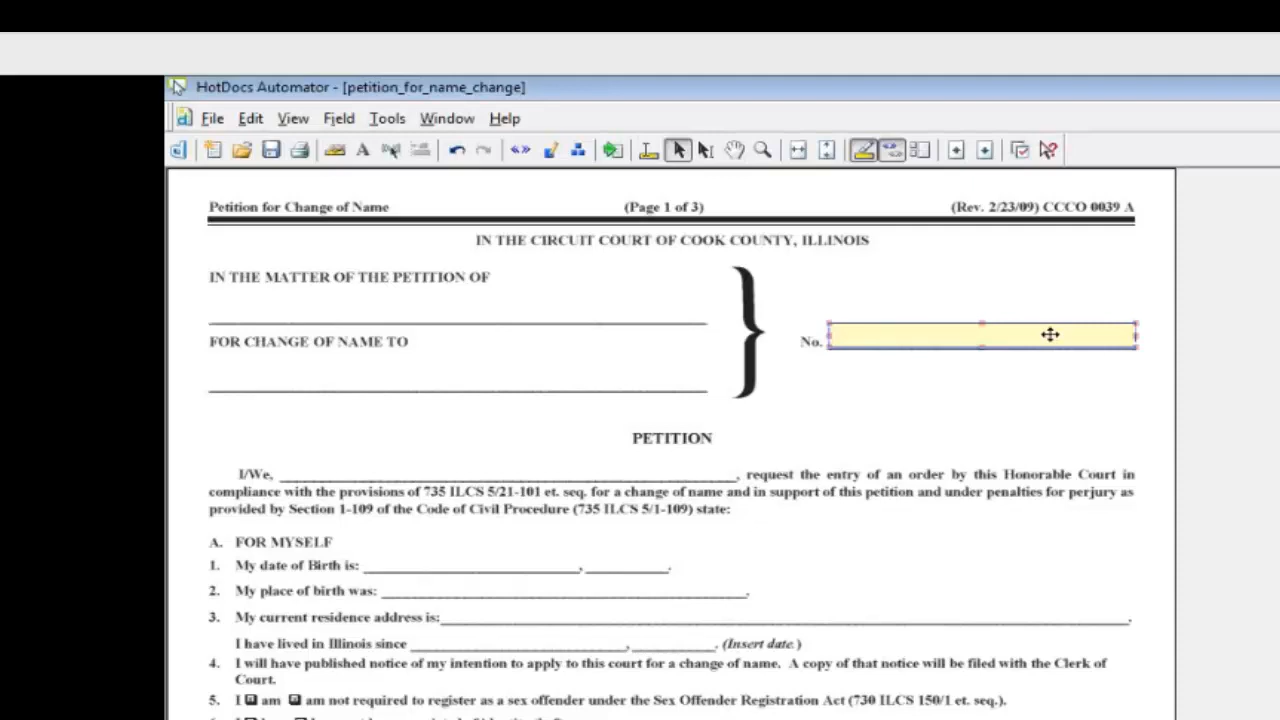 HotDocs Automator - [petition_for_name_change]
File Edit View Field Tools Window Help
Petition for Change of Name (Page 1 of 3) (Rev. 2/23/09) CCCO 0039 A
IN THE CIRCUIT COURT OF COOK COUNTY, ILLINOIS
IN THE MATTER OF THE PETITION OF
FOR CHANGE OF NAME TO
No.
PETITION
I/We, ______, request the entry of an order by this Honorable Court in
compliance with the provisions of 735 ILCS 5/21-101 et. seq. for a change of name and in support of this petition and under penalties for perjury as
provided by Section 1-109 of the Code of Civil Procedure (735 ILCS 5/1-109) state:
A. FOR MYSELF
1. My date of Birth is: ______, ______.
2. My place of birth was: ______.
3. My current residence address is:______.
I have lived in Illinois since ______, ______. (Insert date.)
4. I will have published notice of my intention to apply to this court for a change of name. A copy of that notice will be filed with the Clerk of
Court.
5. I am am not required to register as a sex offender under the Sex Offender Registration Act (730 ILCS 150/1 et. seq.).